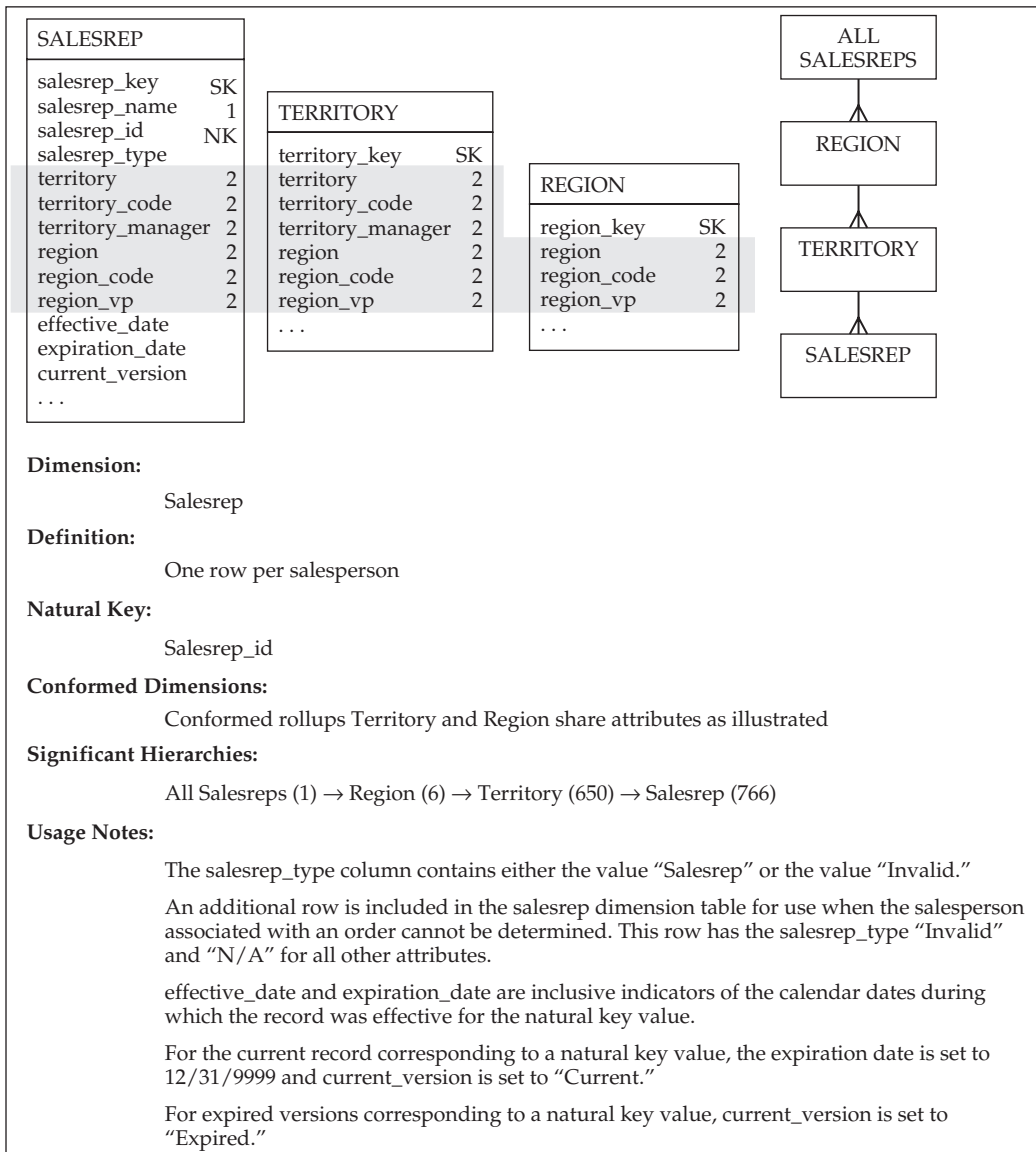 SALESREP
salesrep_key SK
salesrep_name 1
salesrep_id NK
salesrep_type
territory 2
territory_code 2
territory_manager 2
region 2
region_code 2
region_vp 2
effective_date
expiration_date
current_version
. . .
TERRITORY
territory_key SK
territory 2
territory_code 2
territory_manager 2
region 2
region_code 2
region_vp 2
. . .
REGION
region_key SK
region 2
region_code 2
region_vp 2
. . .
ALL
SALESREPS
REGION
TERRITORY
SALESREP
Dimension:
Salesrep
Definition:
One row per salesperson
Natural Key:
Salesrep_id
Conformed Dimensions:
Conformed rollups Territory and Region share attributes as illustrated
Significant Hierarchies:
All Salesreps (1) → Region (6) → Territory (650) → Salesrep (766)
Usage Notes:
The salesrep_type column contains either the value “Salesrep” or the value “Invalid.”
An additional row is included in the salesrep dimension table for use when the salesperson
associated with an order cannot be determined. This row has the salesrep_type “Invalid”
and “N/A” for all other attributes.
effective_date and expiration_date are inclusive indicators of the calendar dates during
which the record was effective for the natural key value.
For the current record corresponding to a natural key value, the expiration date is set to
12/31/9999 and current_version is set to “Current.”
For expired versions corresponding to a natural key value, current_version is set to
“Expired.”